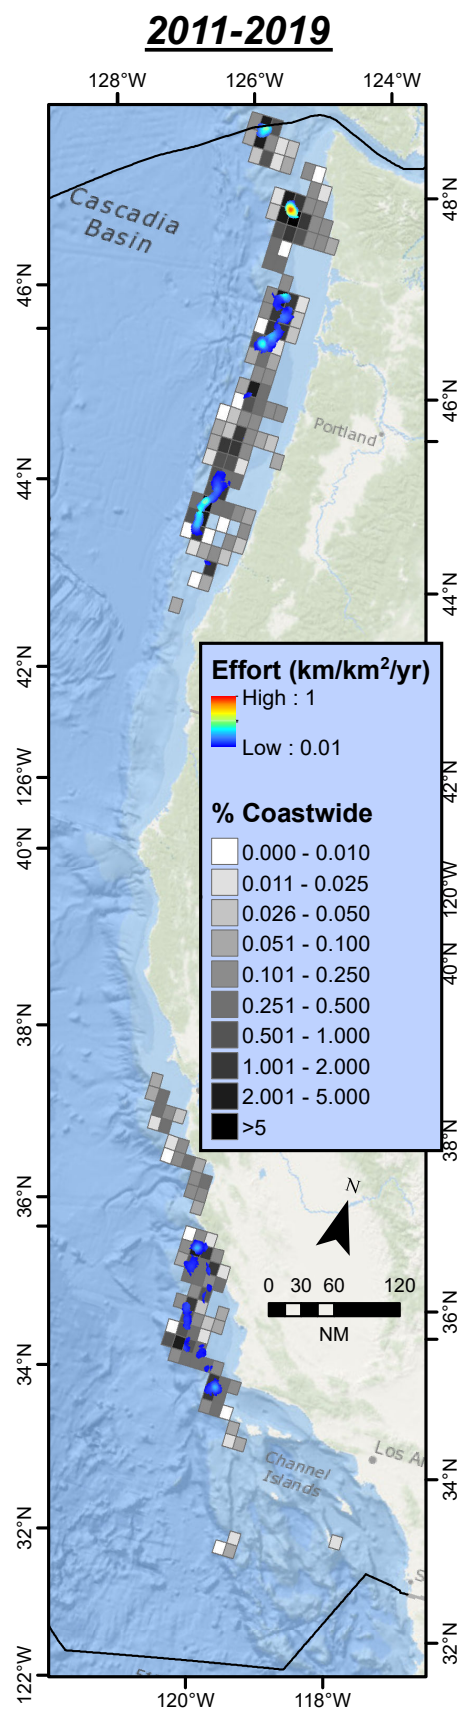 2011-2019
128°W
126°W
124°W
48°N
Cascadia
Basin
46°N
46°N
Portland
44°N
44°N
42°N
Effort (km/km²/yr)
High : 1
Low : 0.01
% Coastwide
0.000 - 0.010
0.011 - 0.025
0.026 - 0.050
0.051 - 0.100
0.101 - 0.250
0.251 - 0.500
0.501 - 1.000
1.001 - 2.000
2.001 - 5.000
>5
126°W
42°N
40°N
120°W
40°N
38°N
38°N
36°N
N
0 30 60 120
NM
36°N
34°N
Channel
Islands
Los A
34°N
32°N
S
32°N
122°W
120°W
118°W